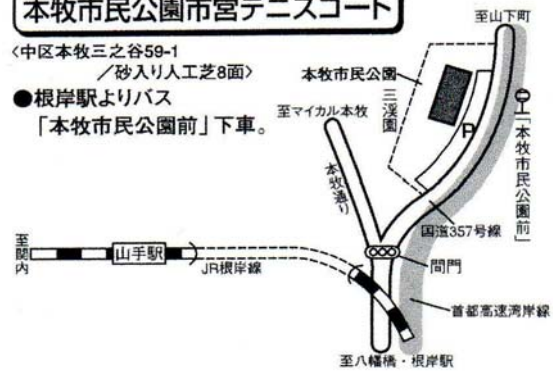 本牧市民公園市営テニスコート
〈中区本牧三之谷59-1
／砂入り人工芝8面〉
●根岸駅よりバス
「本牧市民公園前」下車。
至山下町
本牧市民公園
三渓園
至マイカル本牧
P
「本牧市民公園前」
本牧通り
国道357号線
至関内
山手駅
JR根岸線
間門
首都高速湾岸線
至八幡橋・根岸駅